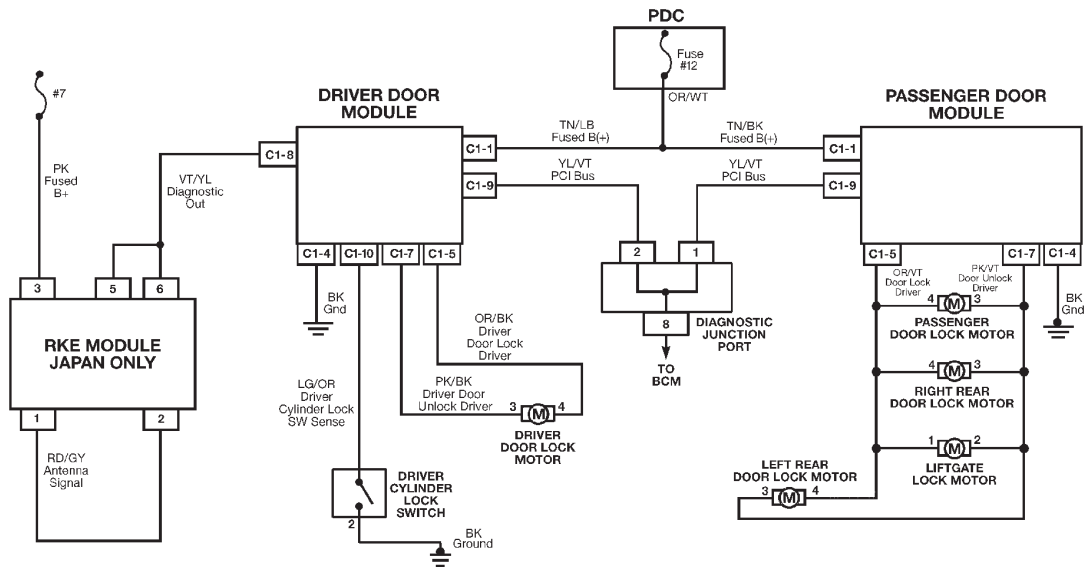 PDC
Fuse
#12
OR/WT
#7
DRIVER DOOR
MODULE
PASSENGER DOOR
MODULE
TN/LB
Fused B(+)
TN/BK
Fused B(+)
C1-8
C1-1
C1-1
PK
Fused
B+
VT/YL
Diagnostic
Out
YL/VT
PCI Bus
YL/VT
PCI Bus
C1-9
C1-9
C1-4
C1-10
C1-7
C1-5
2
1
C1-5
C1-7
C1-4
3
5
6
BK
Gnd
OR/VT
Door Lock
Driver
PK/VT
Door Unlock
Driver
BK
Gnd
4
M
3
PASSENGER
DOOR LOCK MOTOR
8
DIAGNOSTIC
JUNCTION
PORT
TO
BCM
RKE MODULE
JAPAN ONLY
OR/BK
Driver
Door Lock
Driver
4
M
3
RIGHT REAR
DOOR LOCK MOTOR
LG/OR
Driver
Cylinder Lock
SW Sense
PK/BK
Driver Door
Unlock Driver
3
M
4
DRIVER
DOOR LOCK
MOTOR
1
2
RD/GY
Antenna
Signal
1
M
2
LIFTGATE
LOCK MOTOR
LEFT REAR
DOOR LOCK MOTOR
3
M
4
DRIVER
CYLINDER
LOCK
SWITCH
2
BK
Ground